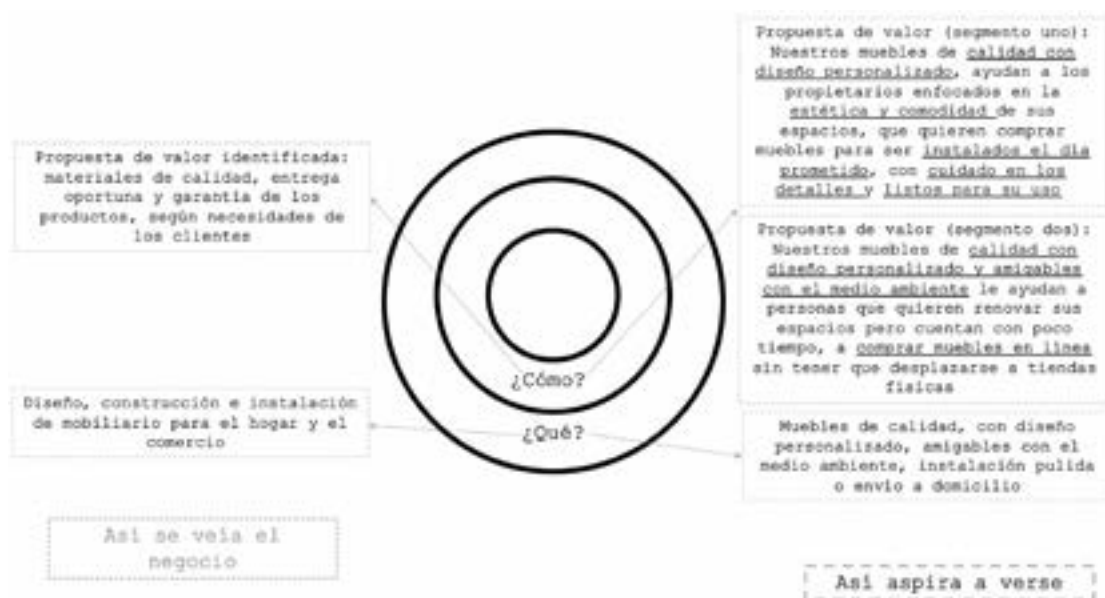 Propuesta de valor identificada:
materiales de calidad, entrega
oportuna y garantía de los
productos, según necesidades de
los clientes
Diseño, construcción e instalación
de mobiliario para el hogar y el
comercio
Así se veía el
negocio
¿Cómo?
¿Qué?
Propuesta de valor (segmento uno):
Nuestros muebles de calidad con
diseño personalizado, ayudan a los
propietarios enfocados en la
estética y comodidad de sus
espacios, que quieren comprar
muebles para ser instalados el día
prometido, con cuidado en los
detalles y listos para su uso
Propuesta de valor (segmento dos):
Nuestros muebles de calidad con
diseño personalizado y amigables
con el medio ambiente le ayudan a
personas que quieren renovar sus
espacios pero cuentan con poco
tiempo, a comprar muebles en línea
sin tener que desplazarse a tiendas
físicas
Muebles de calidad, con diseño
personalizado, amigables con el
medio ambiente, instalación pulida
o envío a domicilio
Así aspira a verse